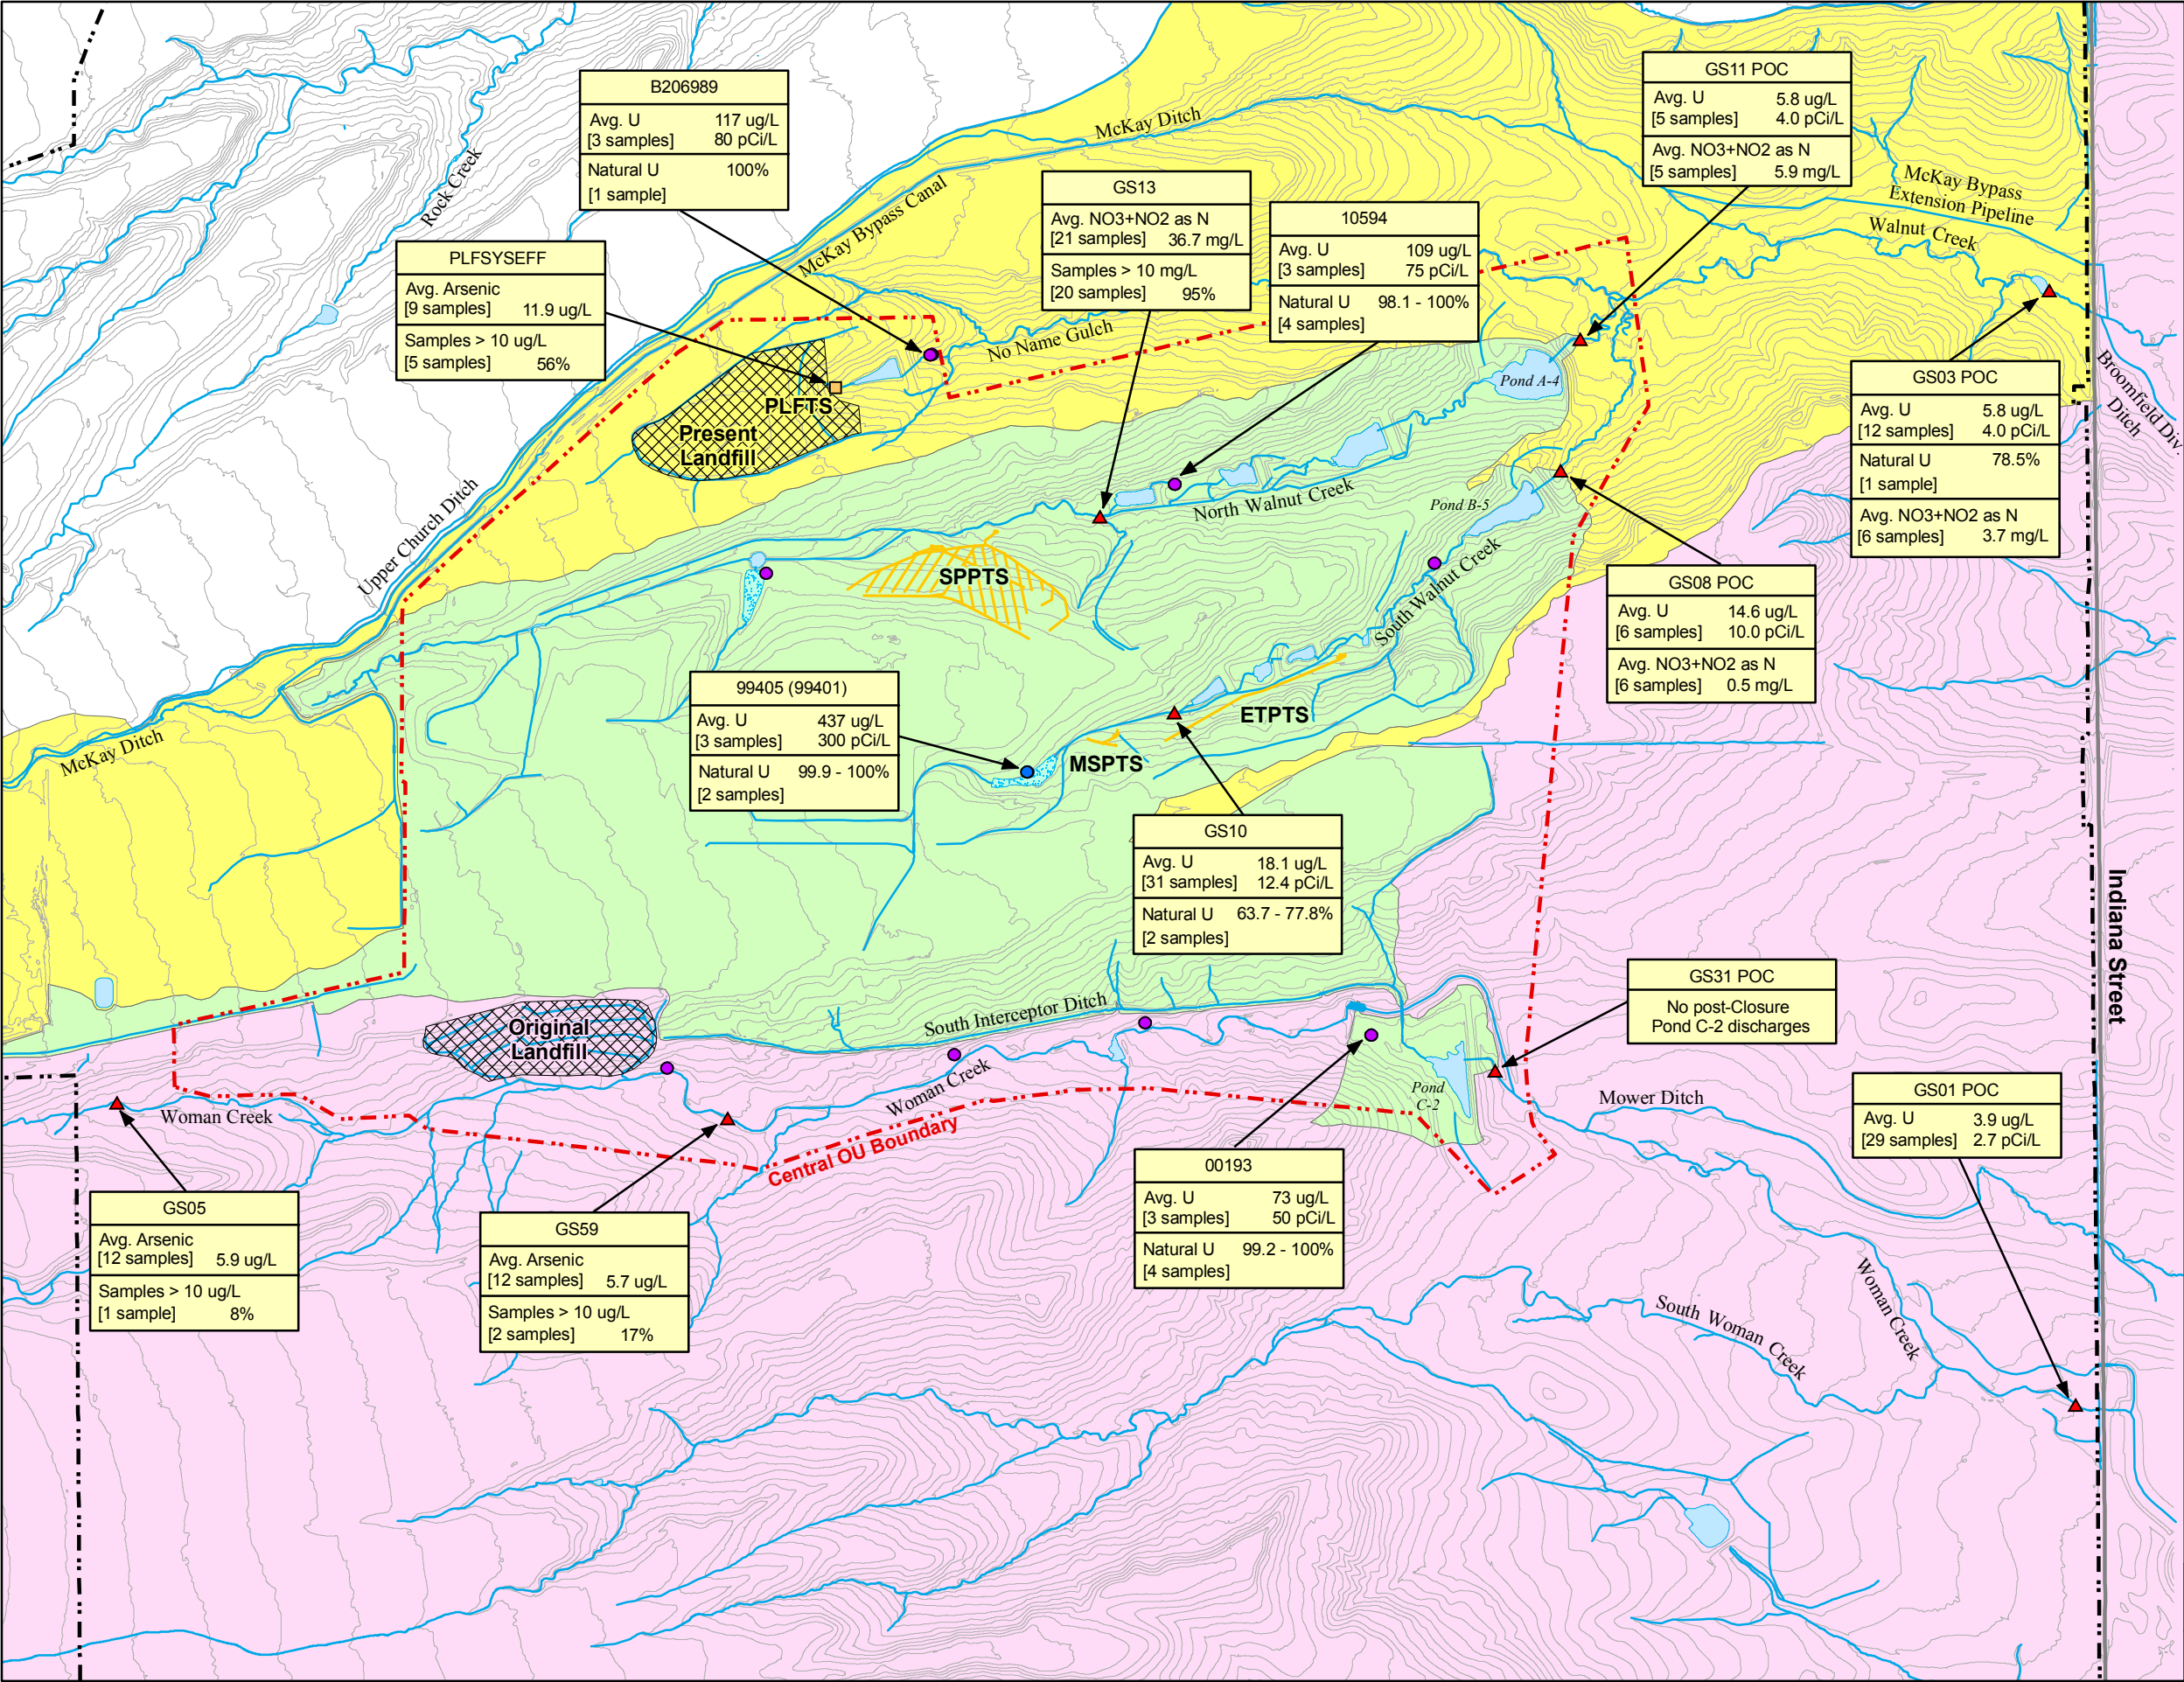 B206989
Avg. U 117 ug/L
[3 samples] 80 pCi/L
Natural U 100%
[1 sample]
GS11 POC
Avg. U 5.8 ug/L
[5 samples] 4.0 pCi/L
Avg. NO3+NO2 as N
[5 samples] 5.9 mg/L
McKay Ditch
Rock Creek
McKay Bypass Canal
McKay Bypass
Extension Pipeline
Walnut Creek
GS13
Avg. NO3+NO2 as N
[21 samples] 36.7 mg/L
Samples > 10 mg/L
[20 samples] 95%
10594
Avg. U 109 ug/L
[3 samples] 75 pCi/L
Natural U 98.1 - 100%
[4 samples]
PLFSYSEFF
Avg. Arsenic
[9 samples] 11.9 ug/L
Samples > 10 ug/L
[5 samples] 56%
No Name Gulch
Pond A-4
PLFTS
Present
Landfill
GS03 POC
Avg. U 5.8 ug/L
[12 samples] 4.0 pCi/L
Natural U 78.5%
[1 sample]
Avg. NO3+NO2 as N
[6 samples] 3.7 mg/L
Broomfield Div.
Ditch
Upper Church Ditch
North Walnut Creek
Pond B-5
SPPTS
South Walnut Creek
GS08 POC
Avg. U 14.6 ug/L
[6 samples] 10.0 pCi/L
Avg. NO3+NO2 as N
[6 samples] 0.5 mg/L
99405 (99401)
Avg. U 437 ug/L
[3 samples] 300 pCi/L
Natural U 99.9 - 100%
[2 samples]
ETPTS
MSPTS
McKay Ditch
GS10
Avg. U 18.1 ug/L
[31 samples] 12.4 pCi/L
Natural U 63.7 - 77.8%
[2 samples]
Indiana Street
GS31 POC
No post-Closure
Pond C-2 discharges
South Interceptor Ditch
Original
Landfill
Woman Creek
Woman Creek
Pond
C-2
Mower Ditch
Central OU Boundary
GS01 POC
Avg. U 3.9 ug/L
[29 samples] 2.7 pCi/L
00193
Avg. U 73 ug/L
[3 samples] 50 pCi/L
Natural U 99.2 - 100%
[4 samples]
GS05
Avg. Arsenic
[12 samples] 5.9 ug/L
Samples > 10 ug/L
[1 sample] 8%
GS59
Avg. Arsenic
[12 samples] 5.7 ug/L
Samples > 10 ug/L
[2 samples] 17%
Woman Creek
South Woman Creek